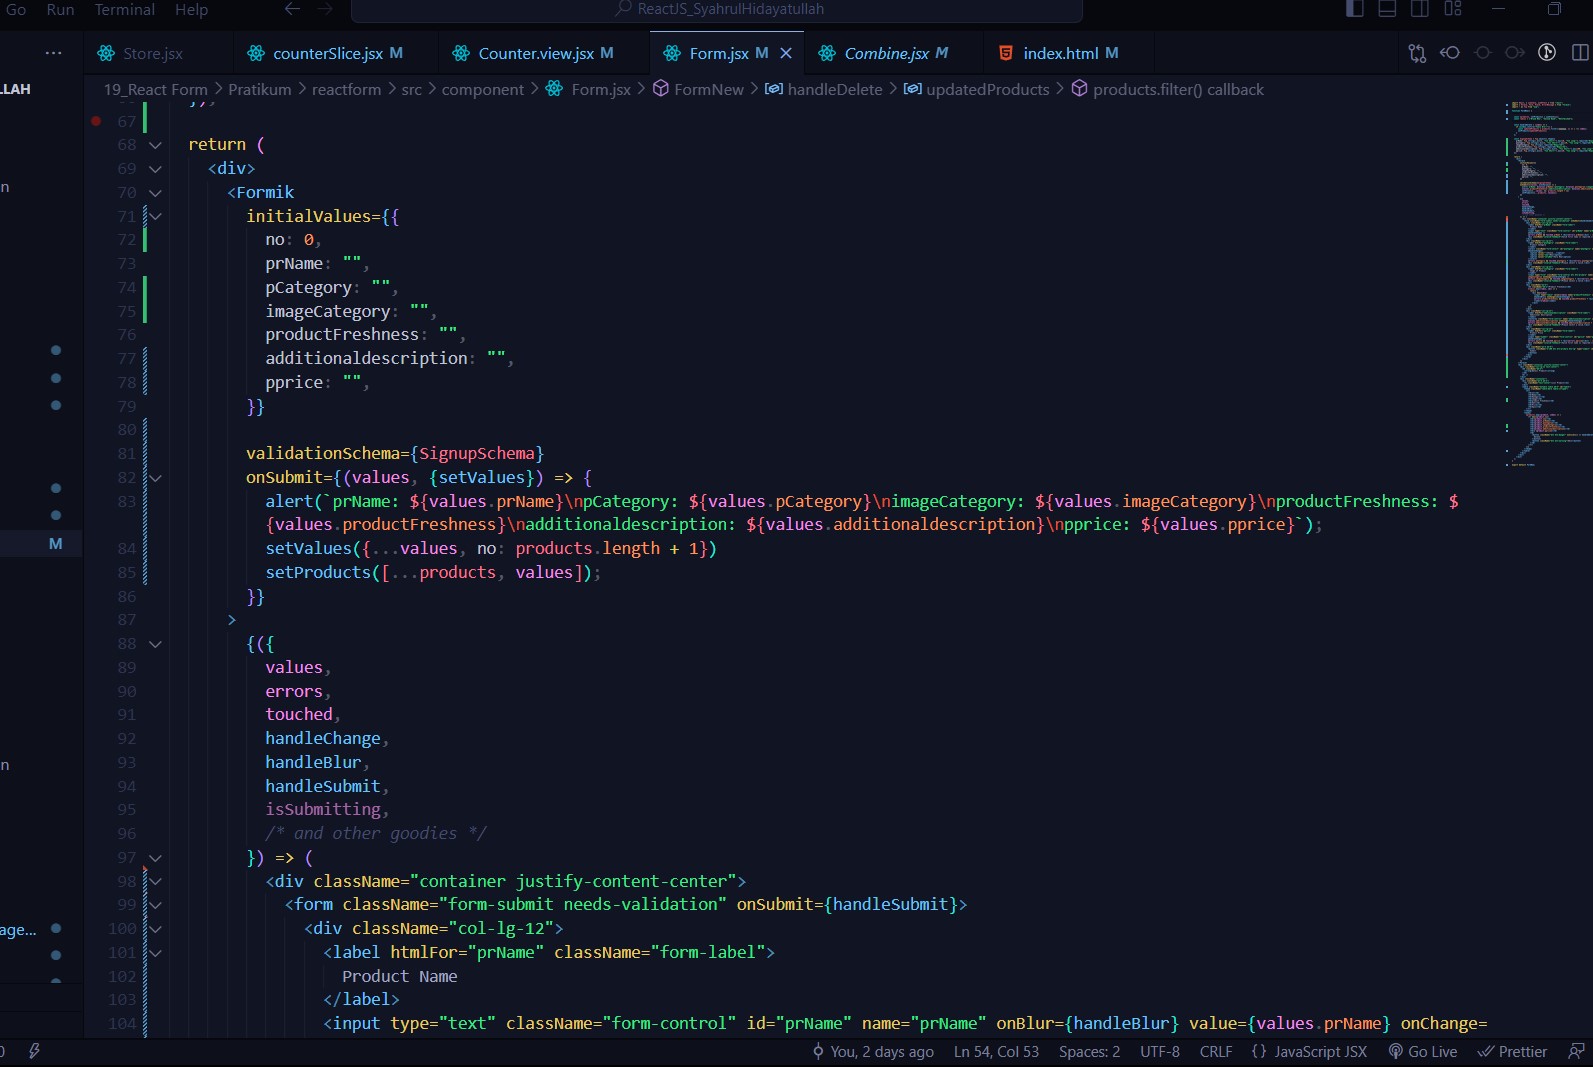 Go Run Terminal Help ReactJS_SyahrulHidayatullah
Store.jsx counterSlice.jsx M Counter.view.jsx M Form.jsx M Combine.jsx M index.html M
19_React Form > Pratikum > reactform > src > component > Form.jsx > FormNew > handleDelete > updatedProducts > products.filter() callback
LLAH
n
M
n
age...
67
68 return (
69 <div>
70 <Formik
71 initialValues={{
72 no: 0,
73 prName: "",
74 pCategory: "",
75 imageCategory: "",
76 productFreshness: "",
77 additionaldescription: "",
78 pprice: "",
79 }}
80
81 validationSchema={SignupSchema}
82 onSubmit={(values, {setValues}) => {
83 alert(`prName: ${values.prName}\npCategory: ${values.pCategory}\nimageCategory: ${values.imageCategory}\nproductFreshness: $
{values.productFreshness}\nadditionaldescription: ${values.additionaldescription}\npprice: ${values.pprice}`);
84 setValues({...values, no: products.length + 1})
85 setProducts([...products, values]);
86 }}
87 >
88 {({
89 values,
90 errors,
91 touched,
92 handleChange,
93 handleBlur,
94 handleSubmit,
95 isSubmitting,
96 /* and other goodies */
97 }) => (
98 <div className="container justify-content-center">
99 <form className="form-submit needs-validation" onSubmit={handleSubmit}>
100 <div className="col-lg-12">
101 <label htmlFor="prName" className="form-label">
102 Product Name
103 </label>
104 <input type="text" className="form-control" id="prName" name="prName" onBlur={handleBlur} value={values.prName} onChange=
You, 2 days ago Ln 54, Col 53 Spaces: 2 UTF-8 CRLF {} JavaScript JSX Go Live Prettier